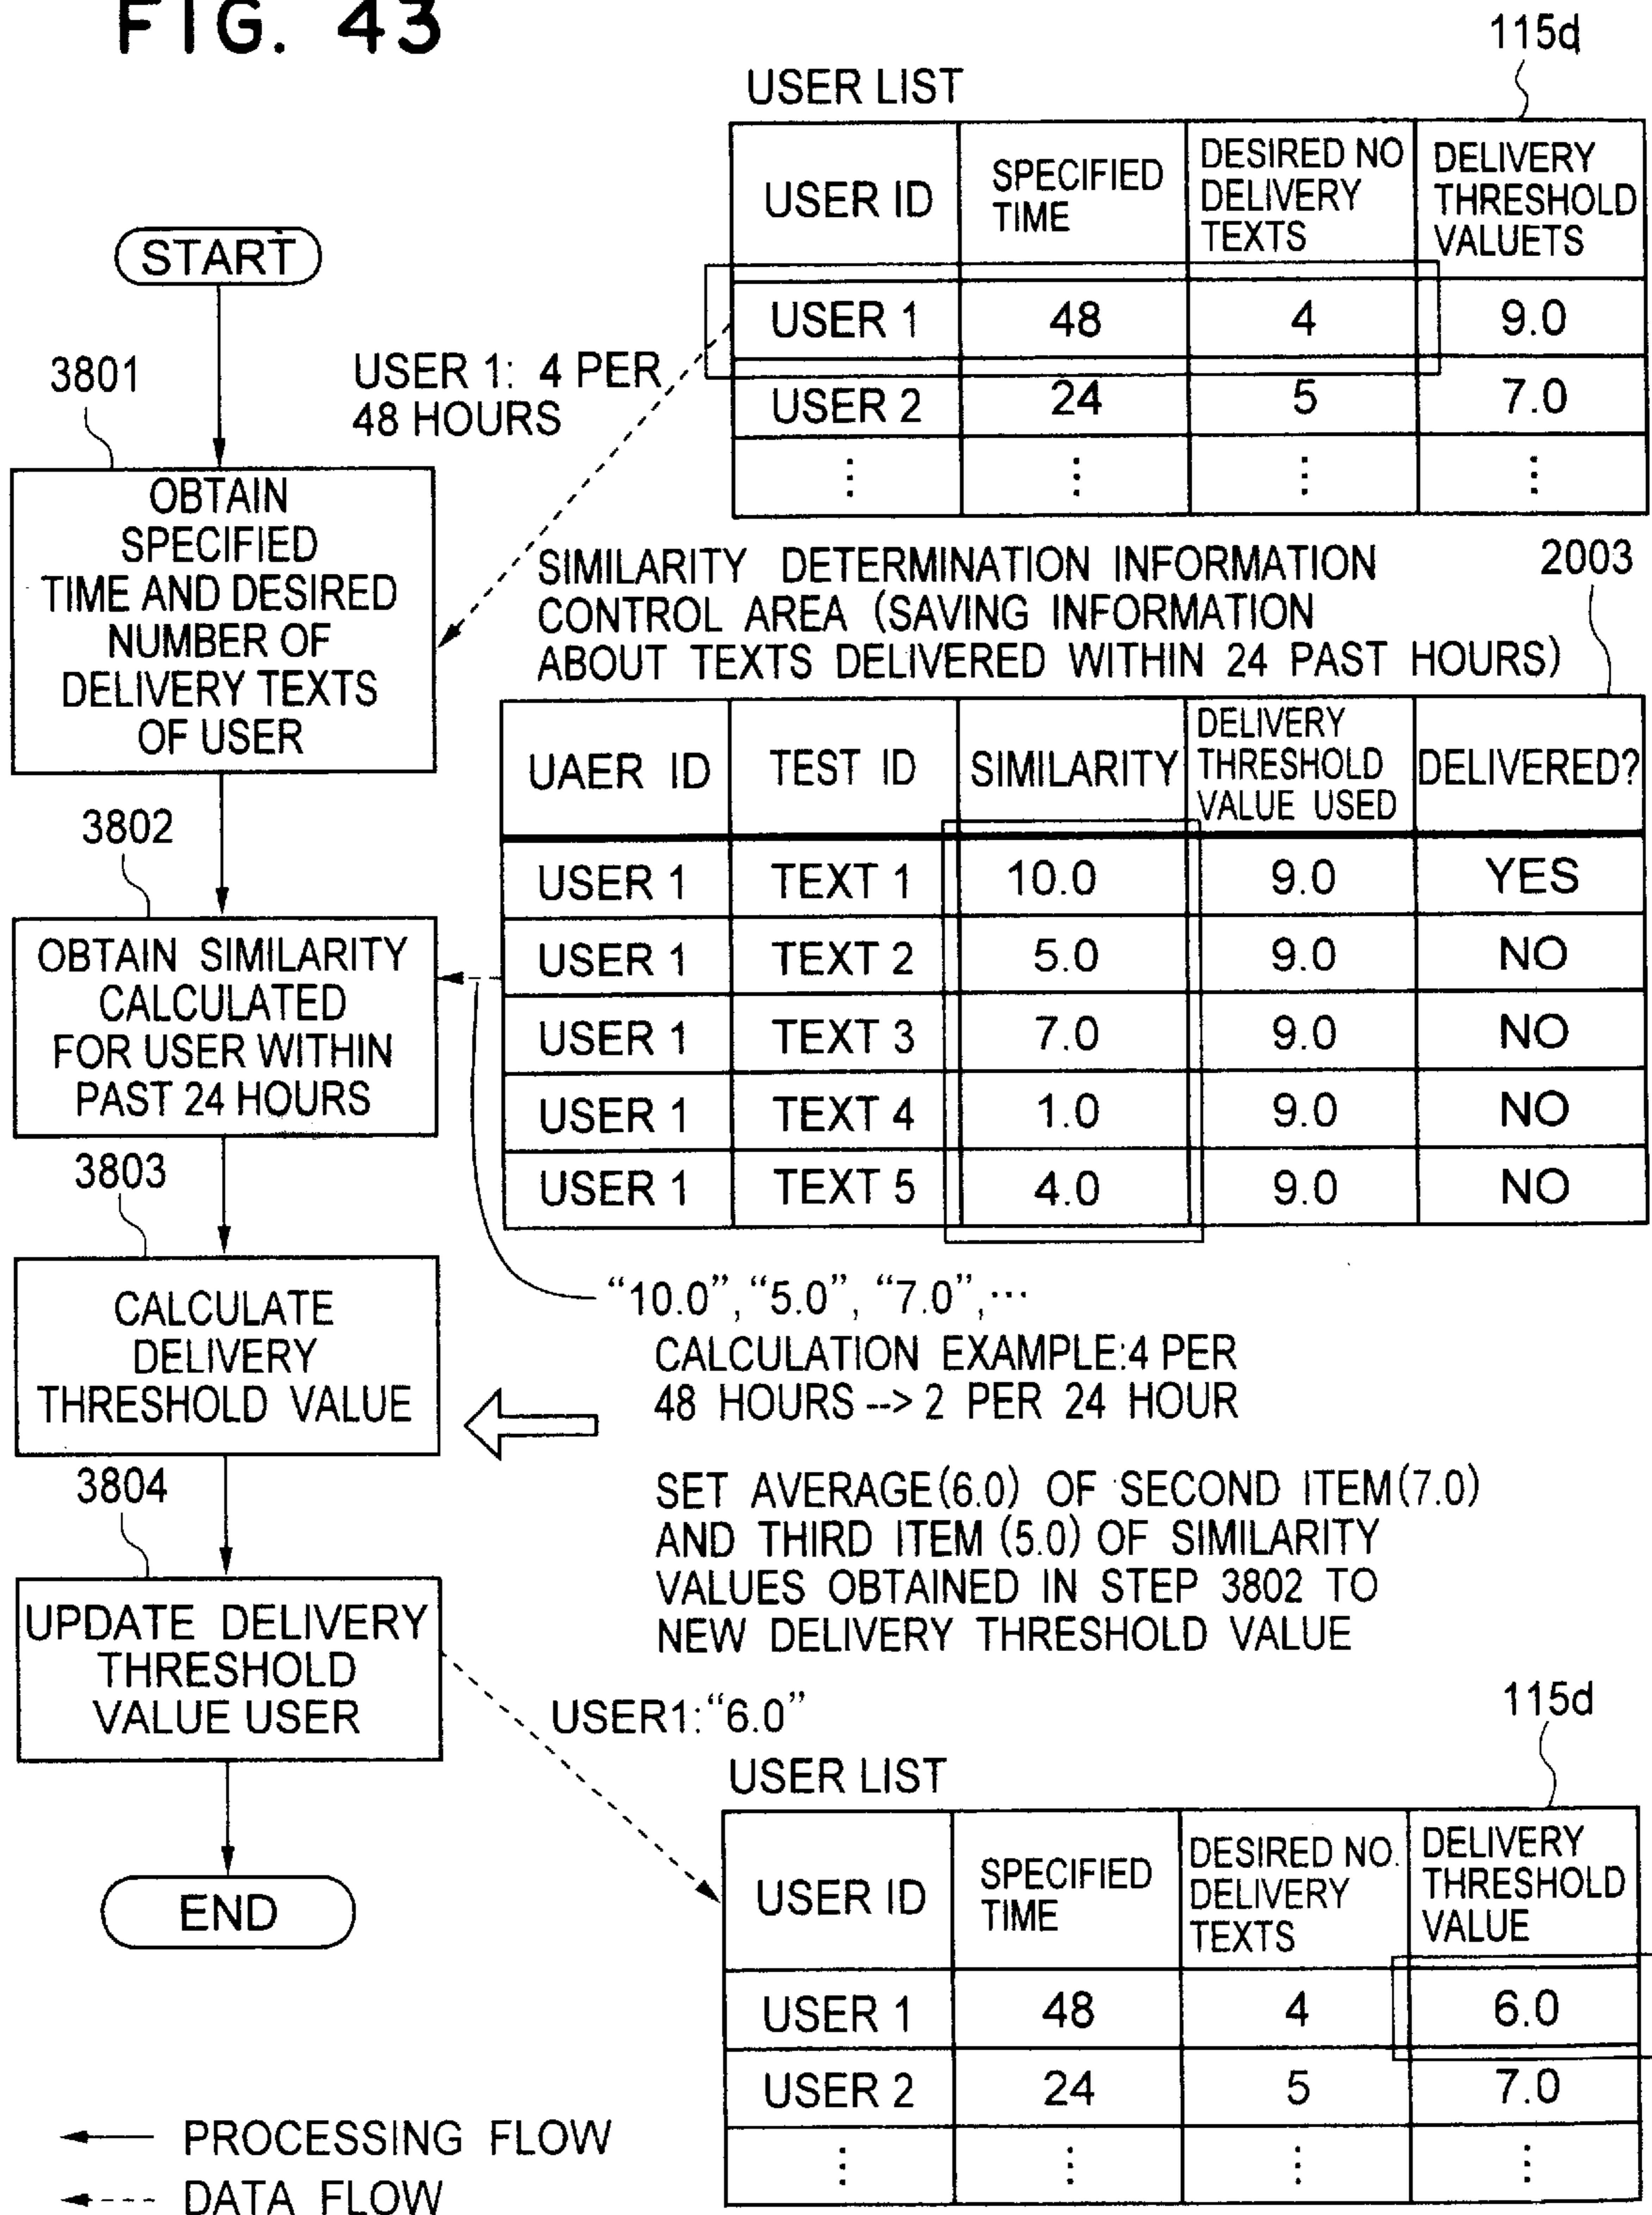 FIG. 43
115d
USER LIST
USER ID
SPECIFIED
TIME
DESIRED NO
DELIVERY
TEXTS
DELIVERY
THRESHOLD
VALUETS
USER 1 48 4 9.0
USER 2 24 5 7.0
⋮ ⋮ ⋮ ⋮
START
USER 1: 4 PER
48 HOURS
3801
OBTAIN
SPECIFIED
TIME AND DESIRED
NUMBER OF
DELIVERY TEXTS
OF USER
SIMILARITY DETERMINATION INFORMATION
CONTROL AREA (SAVING INFORMATION
ABOUT TEXTS DELIVERED WITHIN 24 PAST HOURS)
2003
UAER ID
TEST ID
SIMILARITY
DELIVERY
THRESHOLD
VALUE USED
DELIVERED?
USER 1 TEXT 1 10.0 9.0 YES
USER 1 TEXT 2 5.0 9.0 NO
USER 1 TEXT 3 7.0 9.0 NO
USER 1 TEXT 4 1.0 9.0 NO
USER 1 TEXT 5 4.0 9.0 NO
3802
OBTAIN SIMILARITY
CALCULATED
FOR USER WITHIN
PAST 24 HOURS
"10.0", "5.0", "7.0",...
3803
CALCULATE
DELIVERY
THRESHOLD VALUE
CALCULATION EXAMPLE:4 PER
48 HOURS --> 2 PER 24 HOUR
SET AVERAGE(6.0) OF SECOND ITEM(7.0)
AND THIRD ITEM (5.0) OF SIMILARITY
VALUES OBTAINED IN STEP 3802 TO
NEW DELIVERY THRESHOLD VALUE
3804
UPDATE DELIVERY
THRESHOLD
VALUE USER
USER1:"6.0"
115d
USER LIST
USER ID
SPECIFIED
TIME
DESIRED NO.
DELIVERY
TEXTS
DELIVERY
THRESHOLD
VALUE
USER 1 48 4 6.0
USER 2 24 5 7.0
⋮ ⋮ ⋮ ⋮
END
PROCESSING FLOW
DATA FLOW